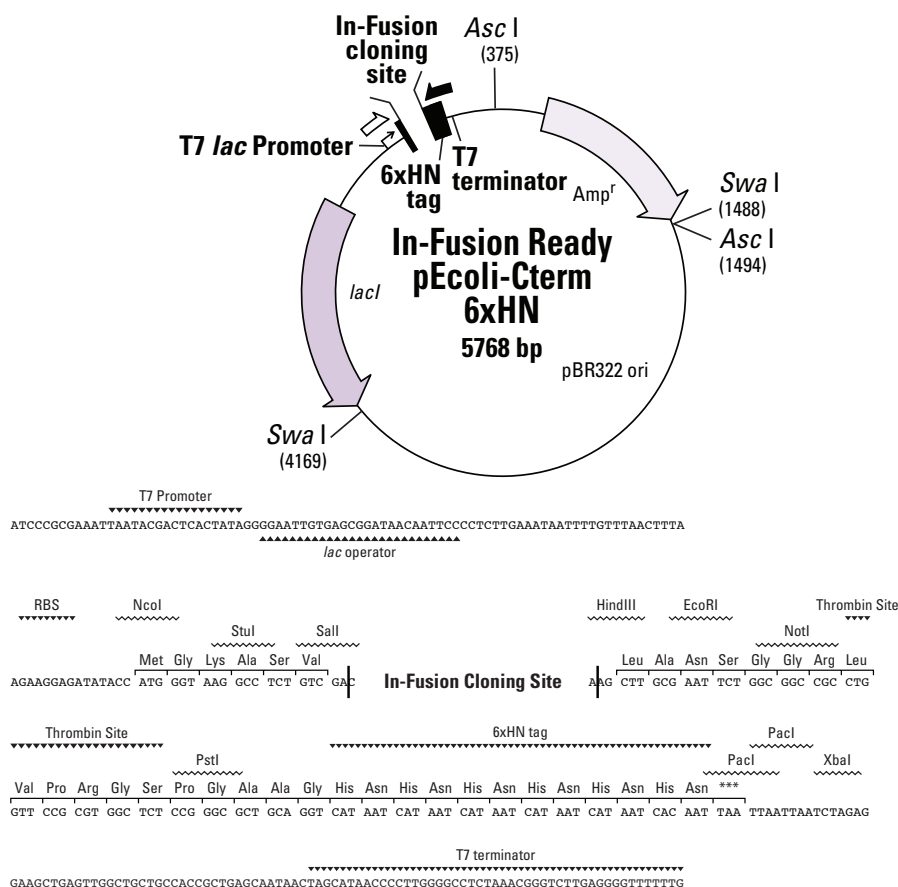 In-Fusion
cloning
site
Asc I
(375)
T7 lac Promoter
6xHN
tag
T7
terminator
Ampr
Swa I
(1488)
Asc I
(1494)
In-Fusion Ready
pEcoli-Cterm
6xHN
5768 bp
lacI
pBR322 ori
Swa I
(4169)
T7 Promoter
ATCCCGCGAAATTAATACGACTCACTATAGGGGAATTGTGAGCGGATAACAATTCCCCTCTTGAAATAATTTTGTTTAACTTTA
lac operator
RBS NcoI HindIII EcoRI Thrombin Site
StuI SalI NotI
Met Gly Lys Ala Ser Val Leu Ala Asn Ser Gly Gly Arg Leu
AGAAGGAGATATACC ATG GGT AAG GCC TCT GTC GAC In-Fusion Cloning Site AAG CTT GCG AAT TCT GGC GGC CGC CTG
Thrombin Site 6xHN tag PacI
PstI PacI XbaI
Val Pro Arg Gly Ser Pro Gly Ala Ala Gly His Asn His Asn His Asn His Asn His Asn His Asn ***
GTT CCG CGT GGC TCT CCG GGC GCT GCA GGT CAT AAT CAT AAT CAT AAT CAT AAT CAT AAT CAC AAT TAA TTAATTAATCTAGAG
T7 terminator
GAAGCTGAGTTGGCTGCTGCCACCGCTGAGCAATAACTAGCATAACCCCTTGGGGCCTCTAAACGGGTCTTGAGGGGTTTTTTG